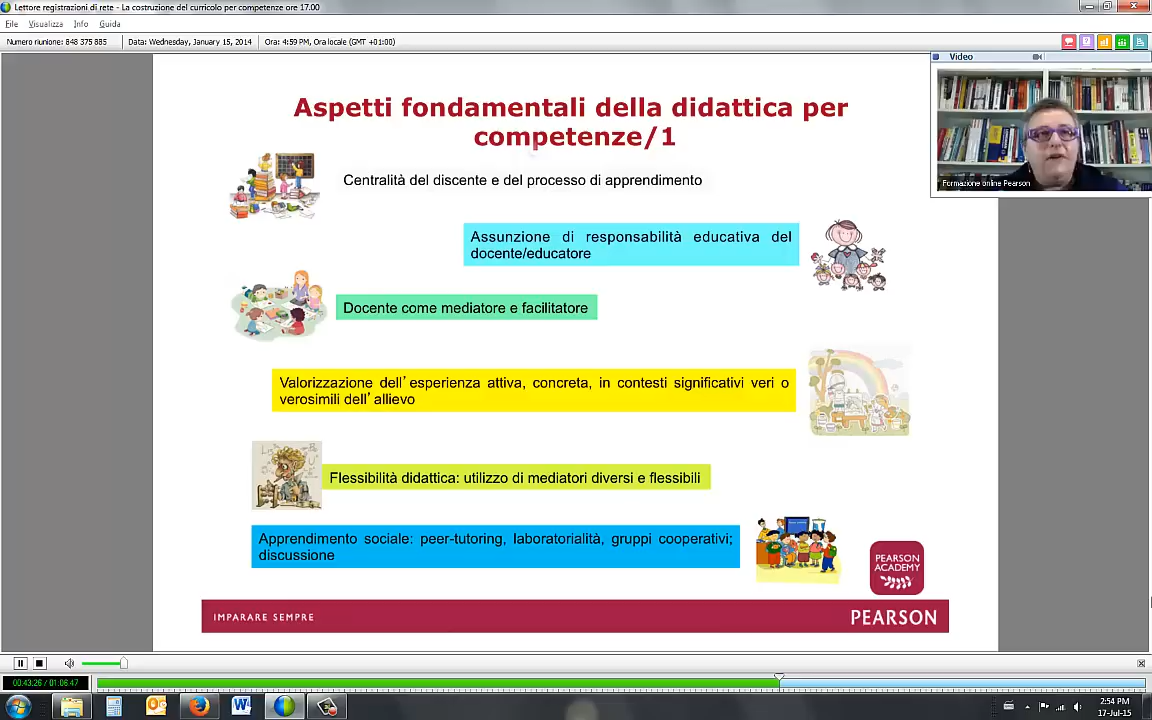 Lettore registrazioni di rete - La costruzione del curricolo per competenze ore 17.00
File Visualizza Info Guida
Numero riunione: 848 375 885 Data: Wednesday, January 15, 2014 Ora: 4:59 PM, Ora locale (GMT +01:00)
Video
Formazione online Pearson
Aspetti fondamentali della didattica per
competenze/1
Centralità del discente e del processo di apprendimento
Assunzione di responsabilità educativa del
docente/educatore
Docente come mediatore e facilitatore
Valorizzazione dell’esperienza attiva, concreta, in contesti significativi veri o
verosimili dell’allievo
Flessibilità didattica: utilizzo di mediatori diversi e flessibili
Apprendimento sociale: peer-tutoring, laboratorialità, gruppi cooperativi;
discussione
PEARSON
ACADEMY
IMPARARE SEMPRE PEARSON
00:43:26 / 01:06:47
2:54 PM
17-Jul-15